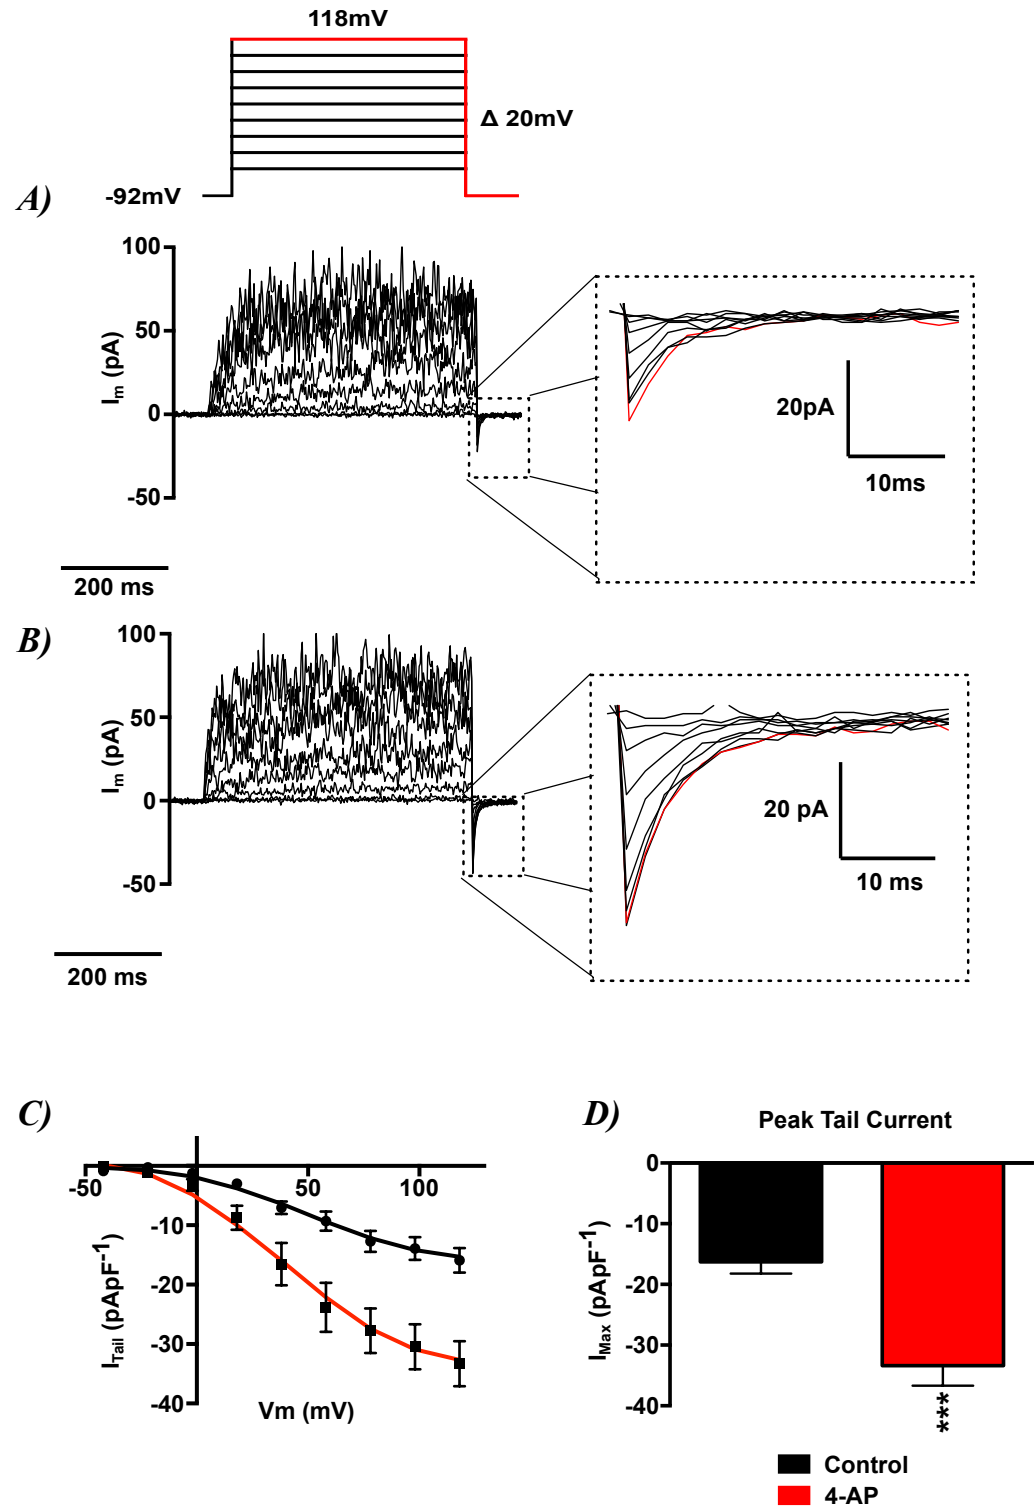 118mV
Δ 20mV
-92mV
A)
100
50
0
-50
Im (pA)
20pA
10ms
200 ms
B)
100
50
0
-50
Im (pA)
20 pA
10 ms
200 ms
C)
-50
50
100
-10
-20
-30
-40
ITail (pApF-1)
Vm (mV)
D)
Peak Tail Current
0
-10
-20
-30
-40
IMax (pApF-1)
***
Control
4-AP